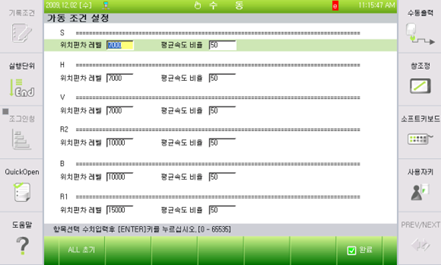 2009.12.02 [수] 수 11:15:47 AM
가동 조건 설정
기록조건
실행단위
End
조그인칭
QuickOpen
도움말
S ====
위치편차 레벨 7000 평균속도 비율 50
H ====
위치편차 레벨 7000 평균속도 비율 50
V ====
위치편차 레벨 7000 평균속도 비율 50
R2 ====
위치편차 레벨 10000 평균속도 비율 50
B ====
위치편차 레벨 10000 평균속도 비율 50
R1 ====
위치편차 레벨 15000 평균속도 비율 50
항목선택 수치입력후 [ENTER]키를 누르십시오. [0 - 65535]
ALL 초기
완료
수동출력
창조정
소프트키보드
사용자키
PREV/NEXT